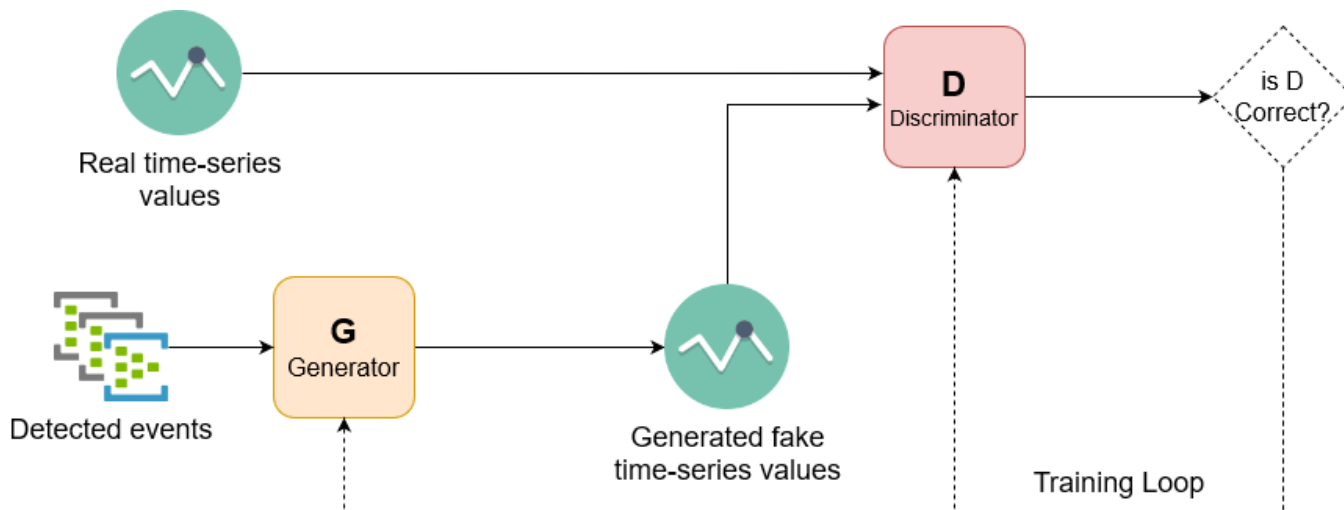 Real time-series
values
D
Discriminator
is D
Correct?
G
Generator
Detected events
Generated fake
time-series values
Training Loop